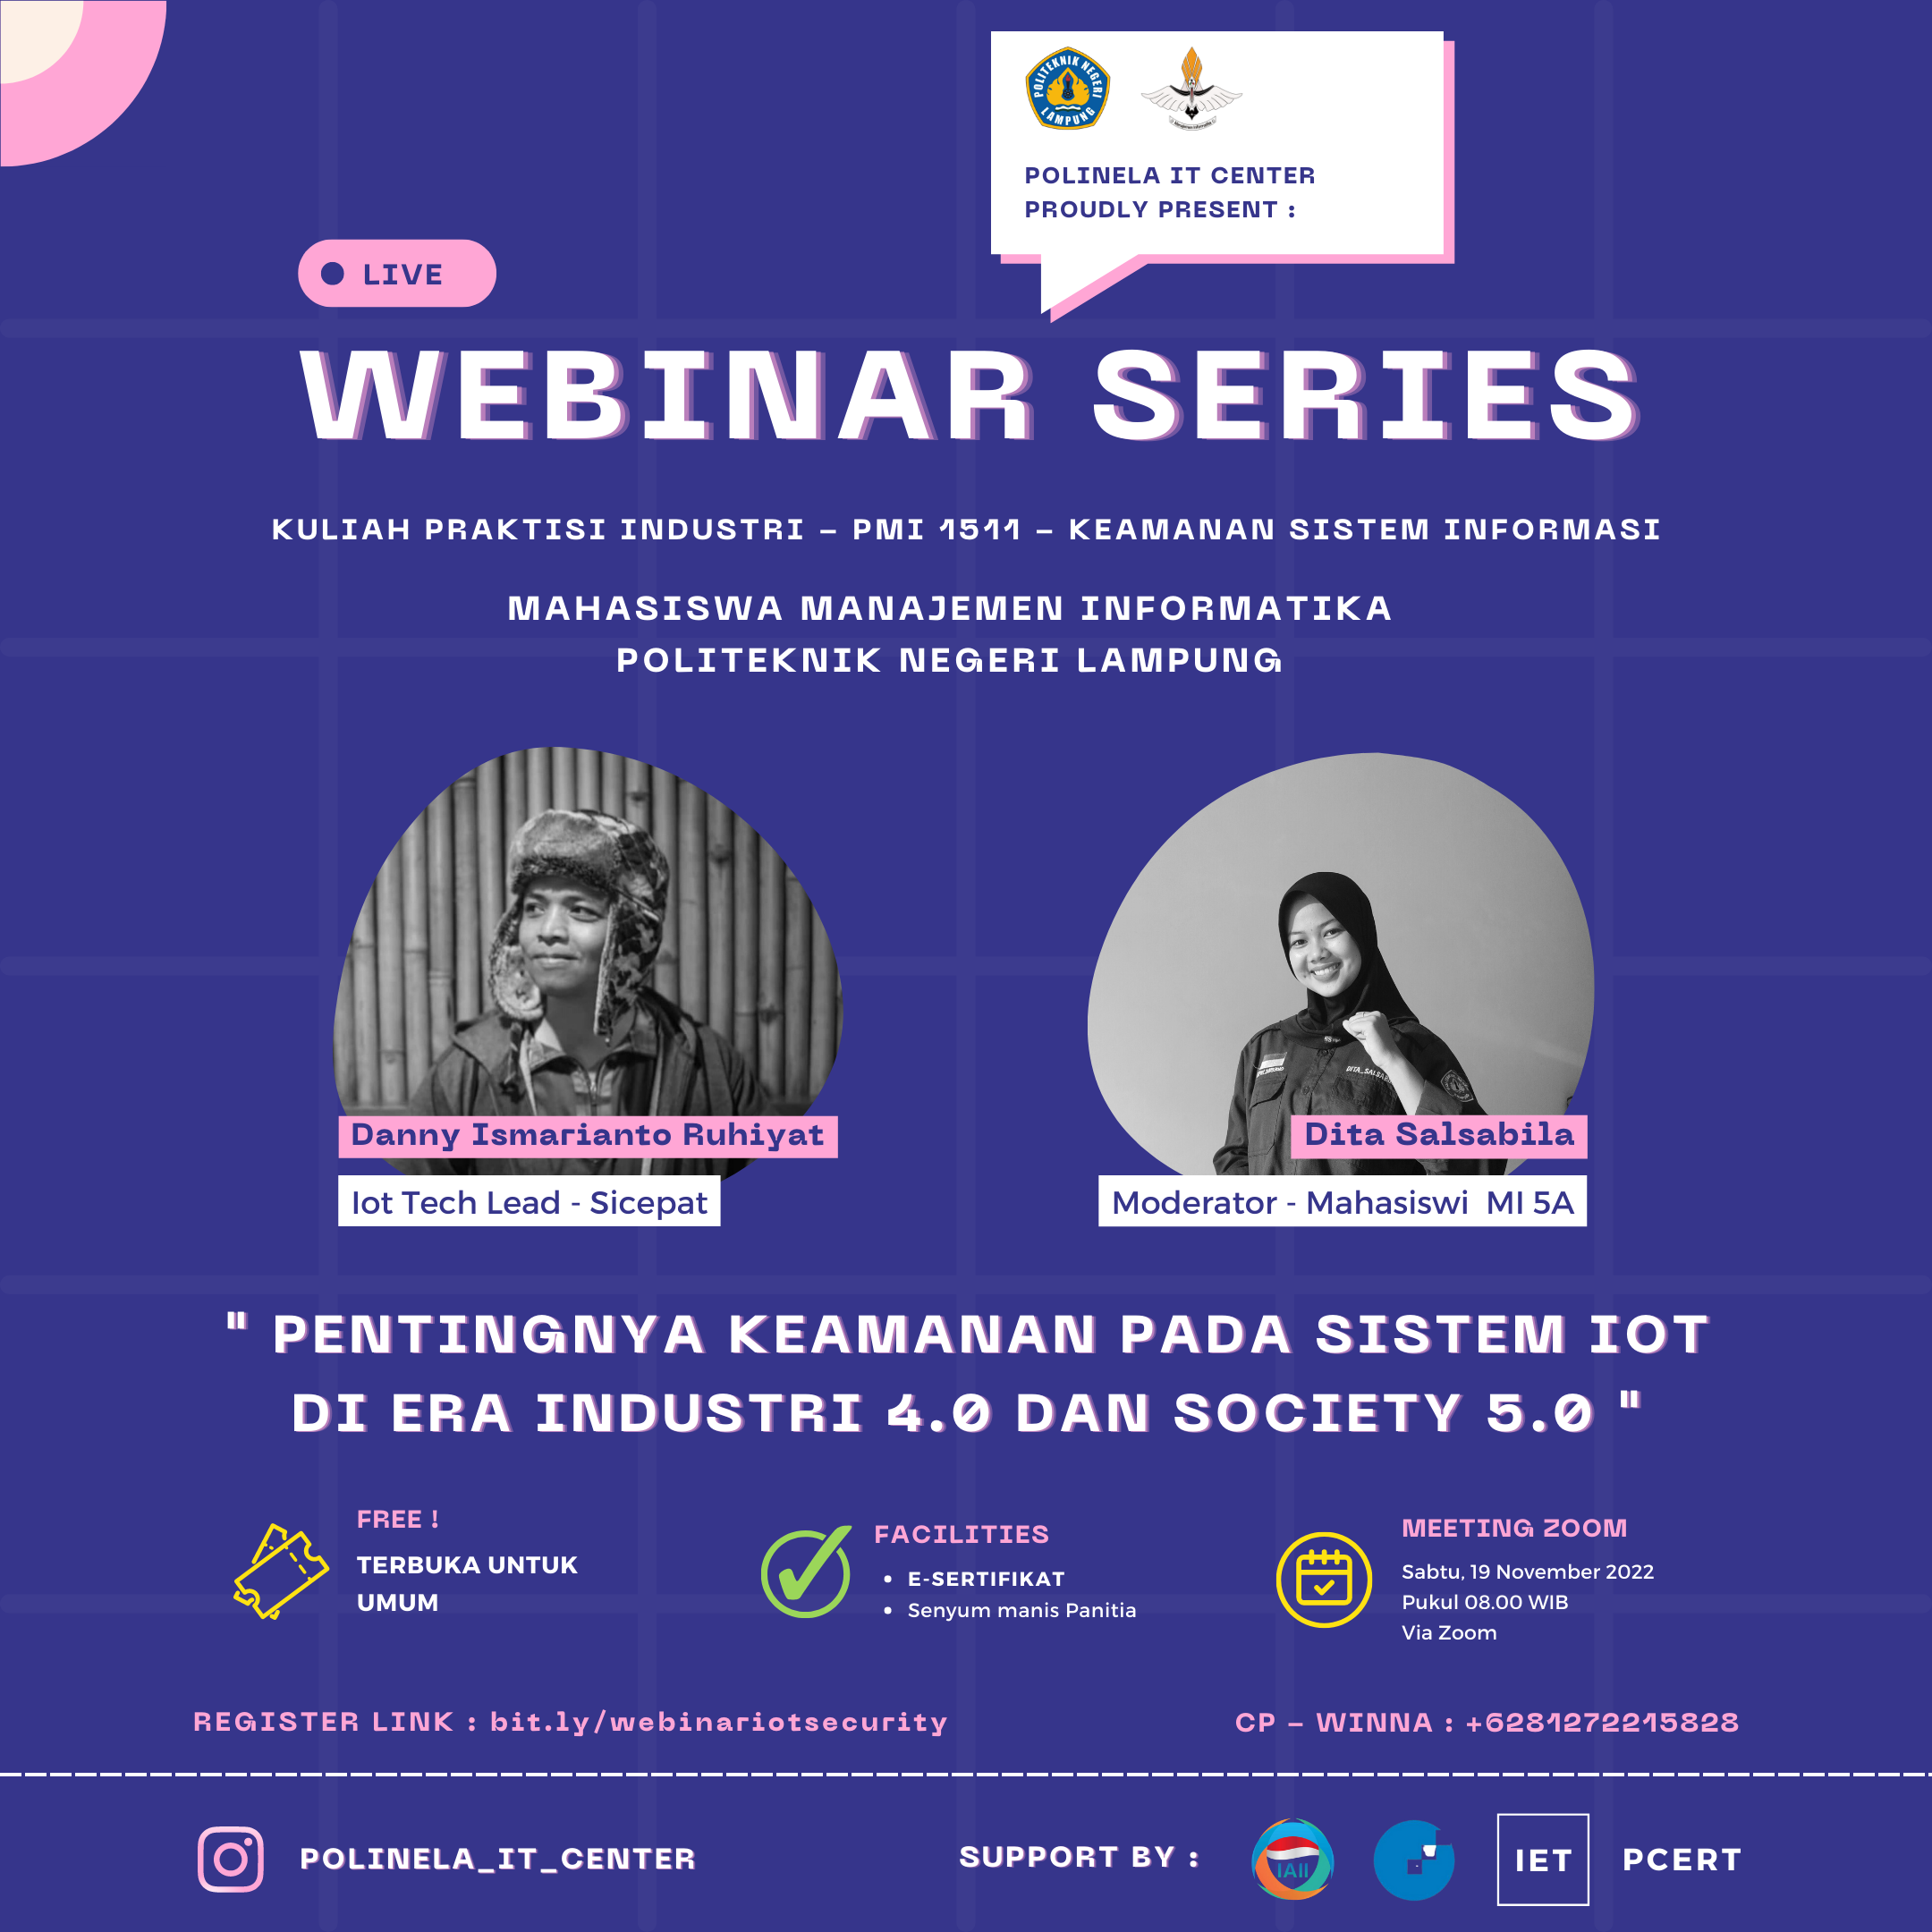 POLITEKNIK NEGERI
LAMPUNG
POLINELA IT CENTER
PROUDLY PRESENT :
LIVE
WEBINAR SERIES
KULIAH PRAKTISI INDUSTRI – PMI 1511 – KEAMANAN SISTEM INFORMASI
MAHASISWA MANAJEMEN INFORMATIKA
POLITEKNIK NEGERI LAMPUNG
Danny Ismarianto Ruhiyat
Iot Tech Lead - Sicepat
Dita Salsabila
Moderator - Mahasiswi  MI 5A
" PENTINGNYA KEAMANAN PADA SISTEM IOT
DI ERA INDUSTRI 4.0 DAN SOCIETY 5.0 "
FREE !
TERBUKA UNTUK
UMUM
FACILITIES
• E-SERTIFIKAT
• Senyum manis Panitia
MEETING ZOOM
Sabtu, 19 November 2022
Pukul 08.00 WIB
Via Zoom
REGISTER LINK : bit.ly/webinariotsecurity
CP – WINNA : +6281272215828
POLINELA_IT_CENTER
SUPPORT BY :
IAII
IET
PCERT